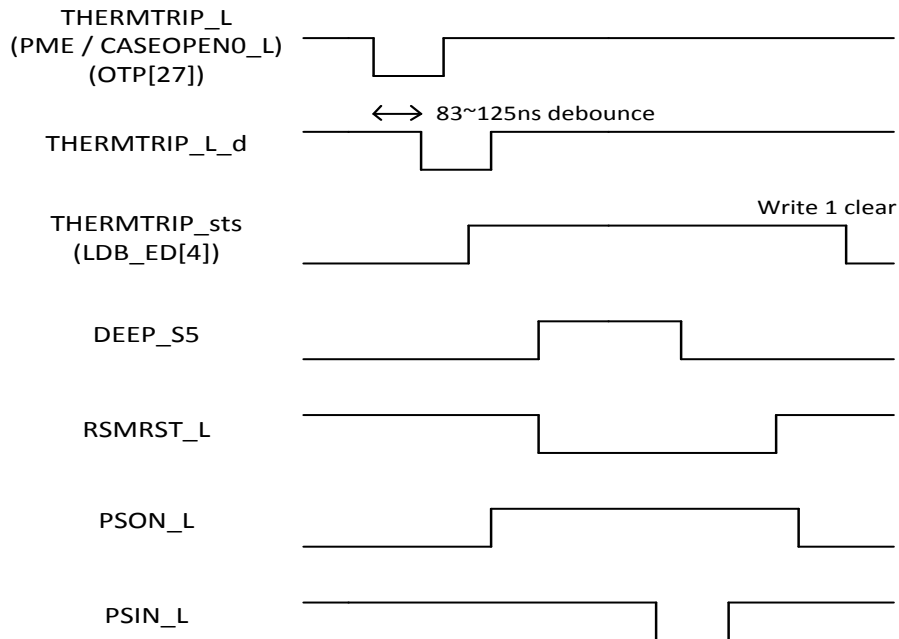 THERMTRIP_L
(PME / CASEOPEN0_L)
(OTP[27])
83~125ns debounce
THERMTRIP_L_d
Write 1 clear
THERMTRIP_sts
(LDB_ED[4])
DEEP_S5
RSMRST_L
PSON_L
PSIN_L